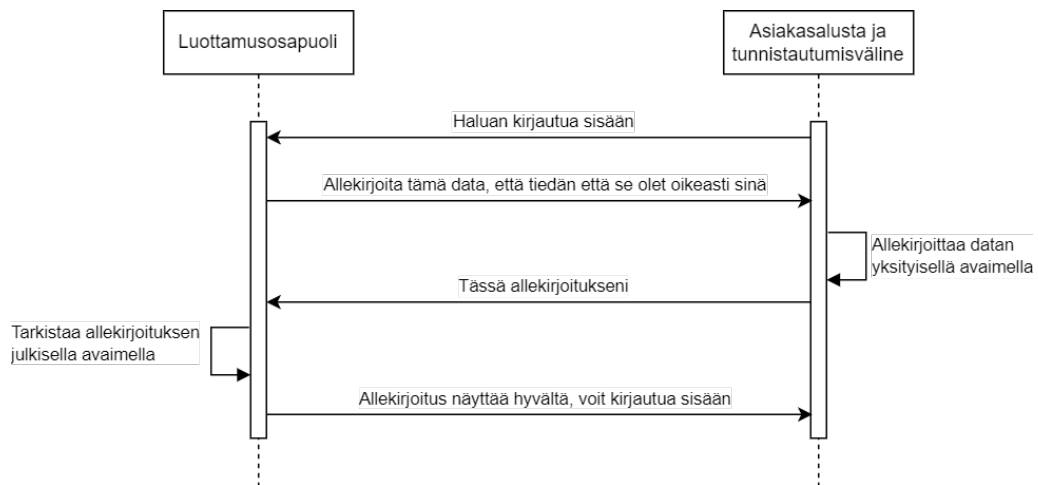 Luottamusosapuoli
Asiakasalusta ja
tunnistautumisväline
Haluan kirjautua sisään
Allekirjoita tämä data, että tiedän että se olet oikeasti sinä
Allekirjoittaa datan
yksityisellä avaimella
Tässä allekirjoitukseni
Tarkistaa allekirjoituksen
julkisella avaimella
Allekirjoitus näyttää hyvältä, voit kirjautua sisään